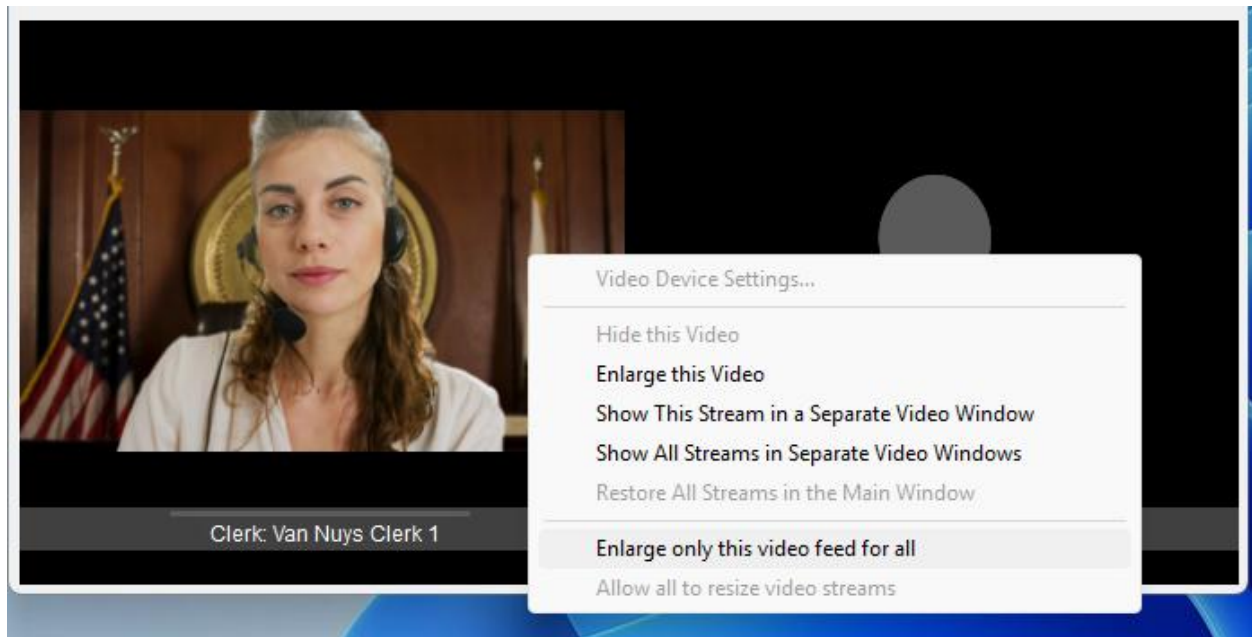 Video Device Settings...
Hide this Video
Enlarge this Video
Show This Stream in a Separate Video Window
Show All Streams in Separate Video Windows
Restore All Streams in the Main Window
Clerk: Van Nuys Clerk 1
Enlarge only this video feed for all
Allow all to resize video streams